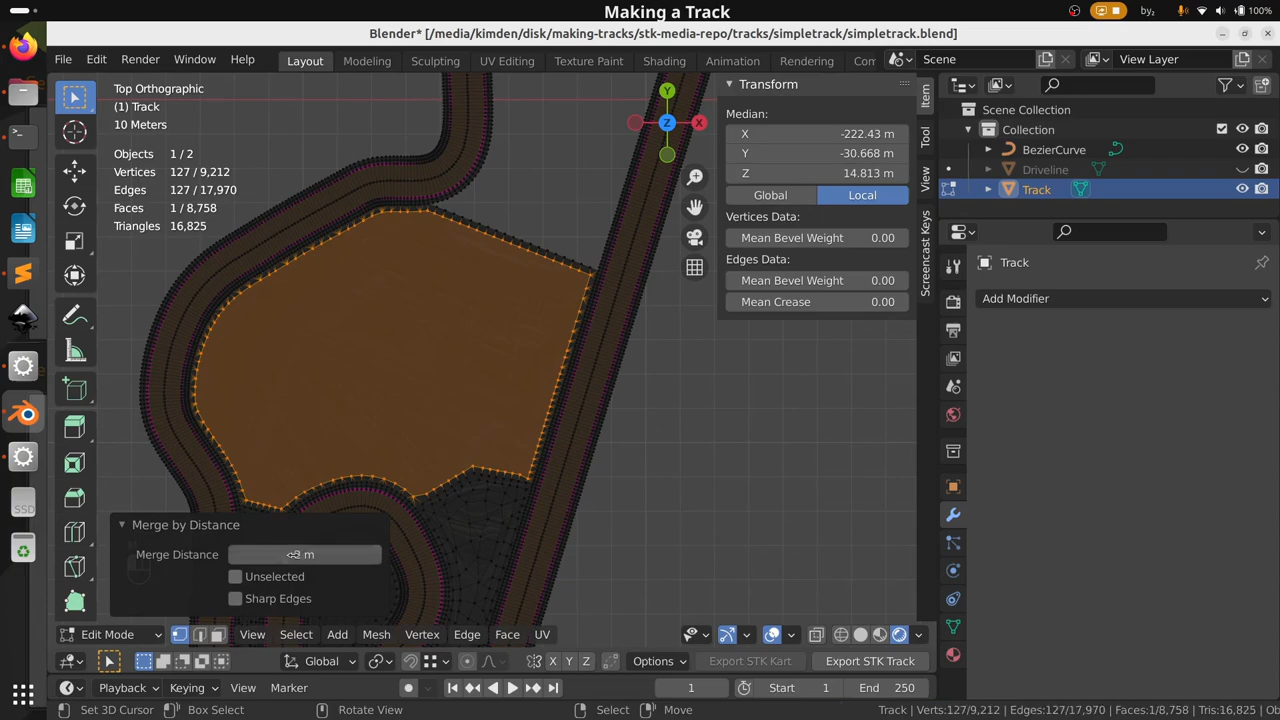 Making a Track
by₂
100%
Blender* [/media/kimden/disk/making-tracks/stk-media-repo/tracks/simpletrack/simpletrack.blend]
File
Edit
Render
Window
Help
Layout
Modeling
Sculpting
UV Editing
Texture Paint
Shading
Animation
Rendering
Com
Scene
View Layer
Top Orthographic
(1) Track
10 Meters
Objects 1 / 2
Vertices 127 / 9,212
Edges 127 / 17,970
Faces 1 / 8,758
Triangles 16,825
Y
Z
X
Transform
Median:
X -222.43 m
Y -30.668 m
Z 14.813 m
Global Local
Vertices Data:
Mean Bevel Weight 0.00
Edges Data:
Mean Bevel Weight 0.00
Mean Crease 0.00
Item
Tool
View
Screencast Keys
Scene Collection
Collection
BezierCurve
Driveline
Track
Track
Add Modifier
SSD
Merge by Distance
Merge Distance 3 m
Unselected
Sharp Edges
Edit Mode View Select Add Mesh Vertex Edge Face UV
Global X Y Z Options Export STK Kart Export STK Track
Playback Keying View Marker 1 Start 1 End 250
Set 3D Cursor Box Select Rotate View Select Move Track | Verts:127/9,212 | Edges:127/17,970 | Faces:1/8,758 | Tris:16,825 | O